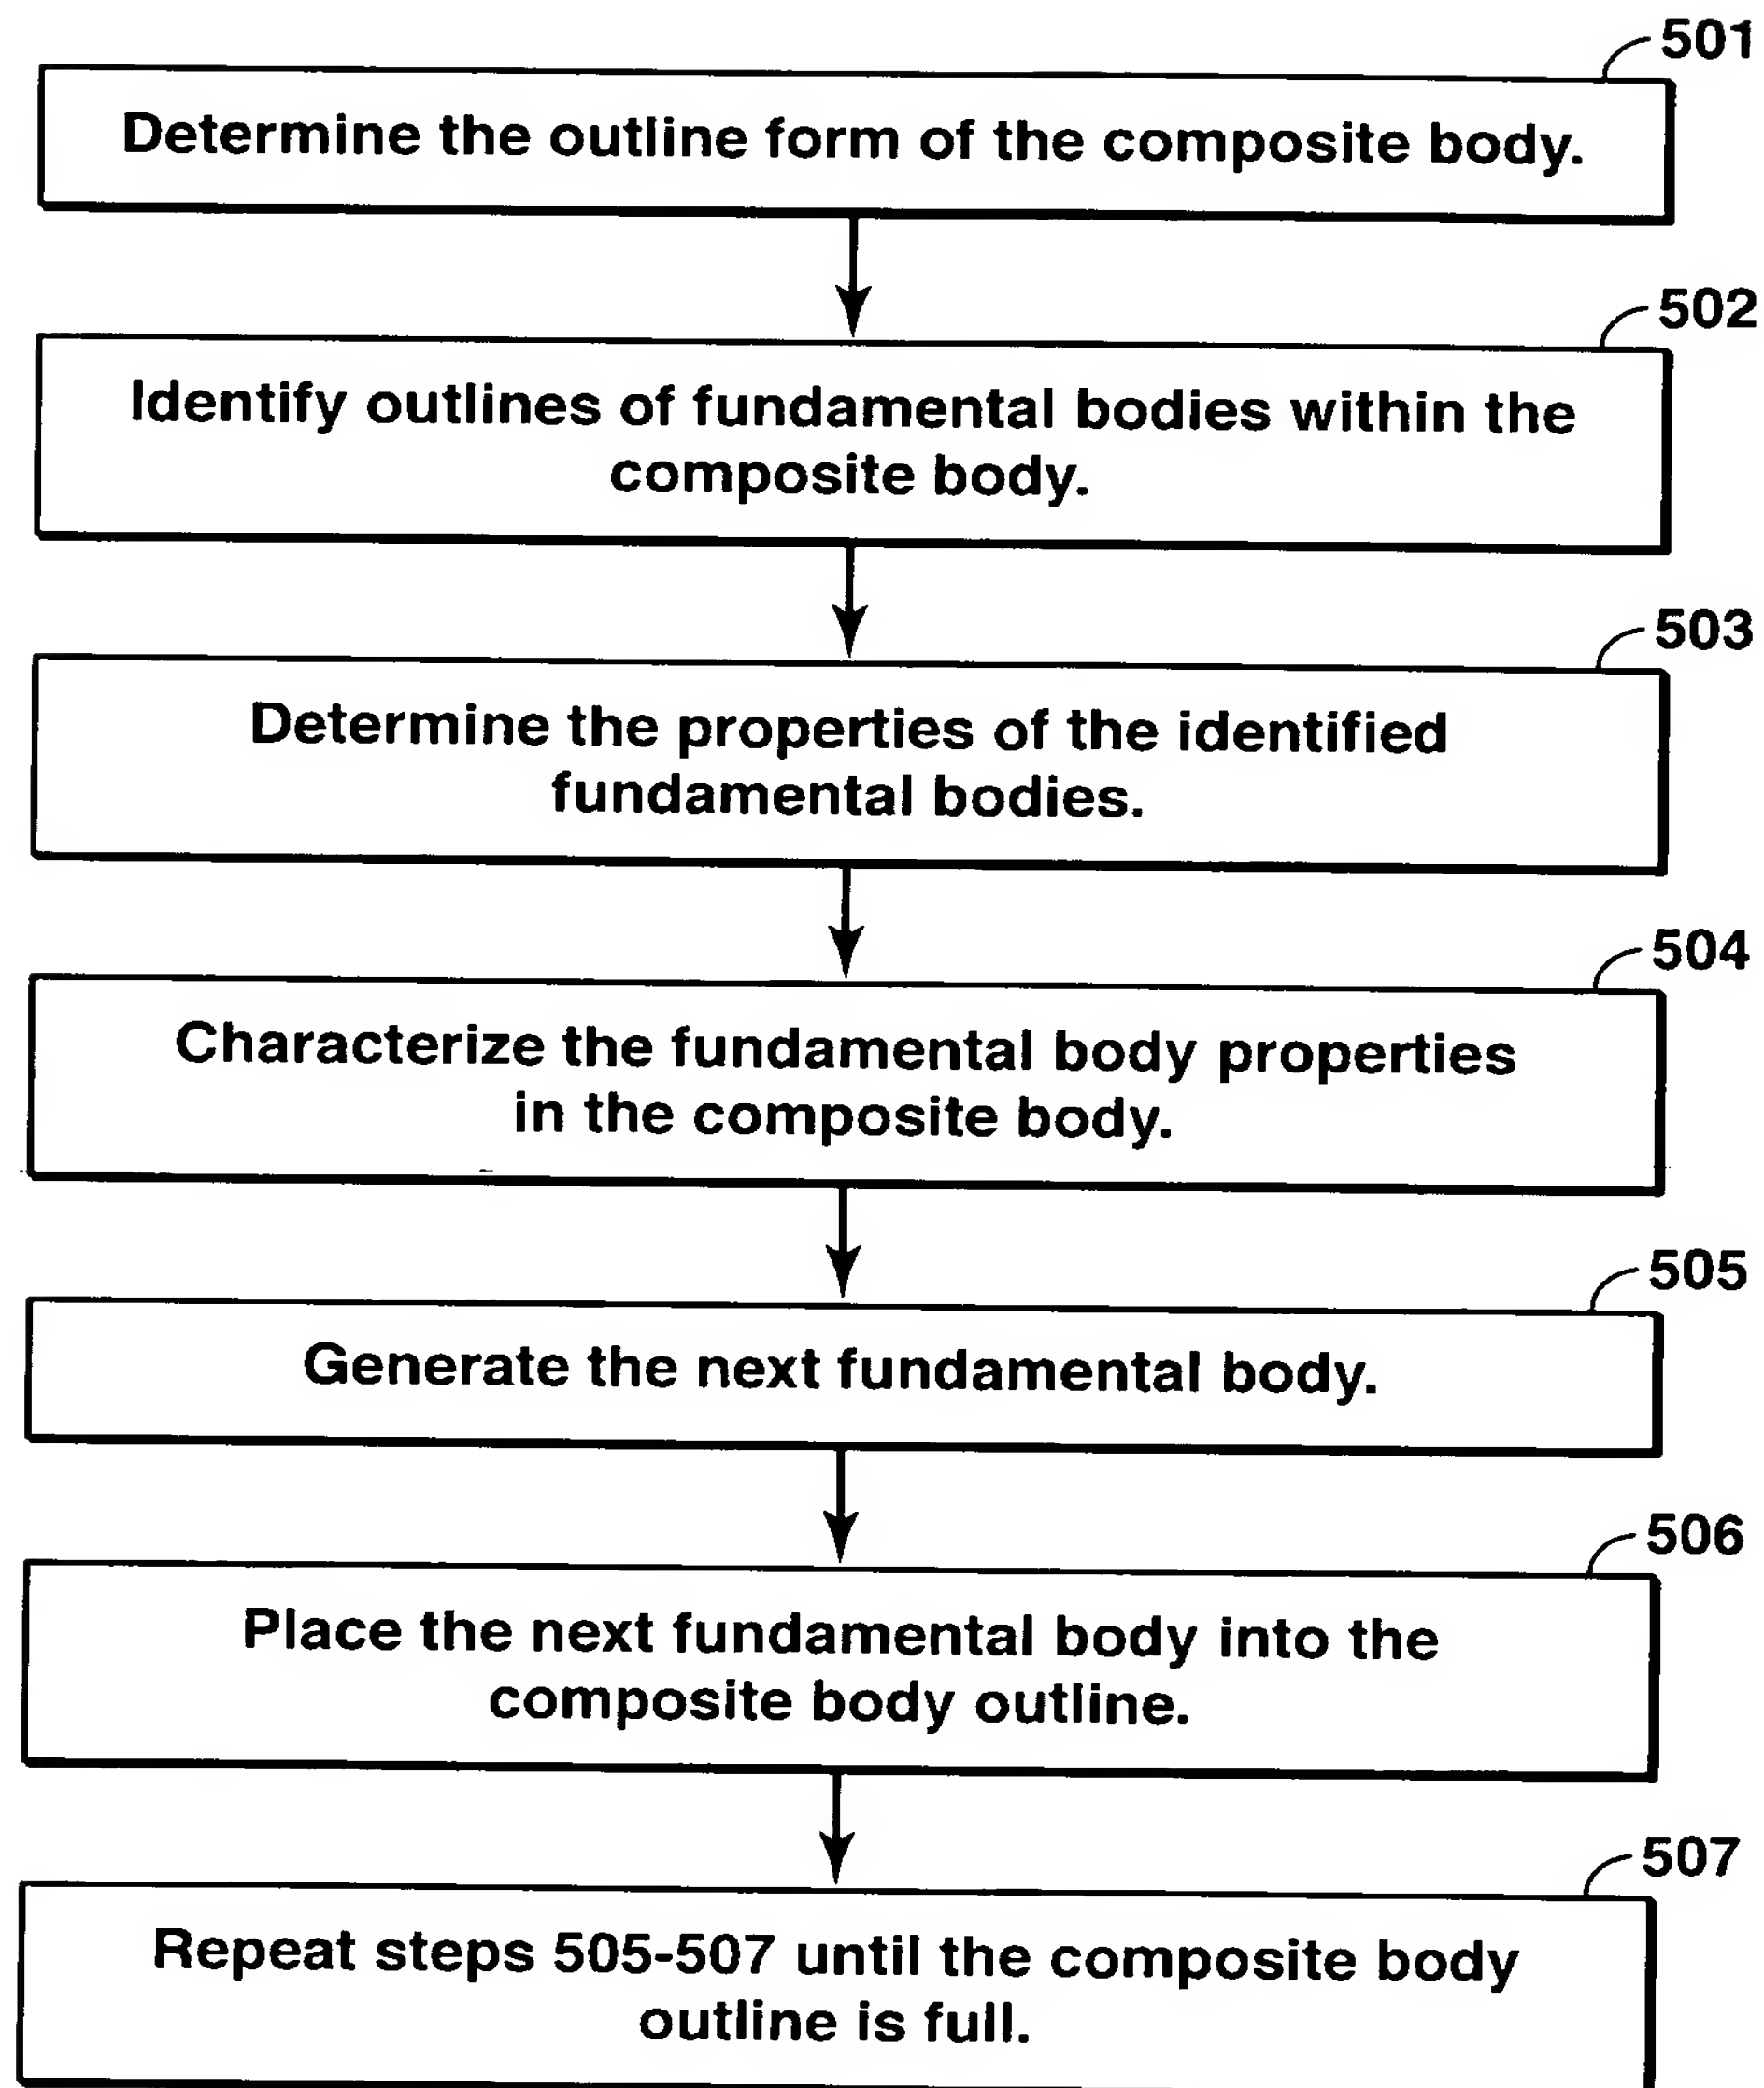 501
Determine the outline form of the composite body.
502
Identify outlines of fundamental bodies within the
composite body.
503
Determine the properties of the identified
fundamental bodies.
504
Characterize the fundamental body properties
in the composite body.
505
Generate the next fundamental body.
506
Place the next fundamental body into the
composite body outline.
507
Repeat steps 505-507 until the composite body
outline is full.